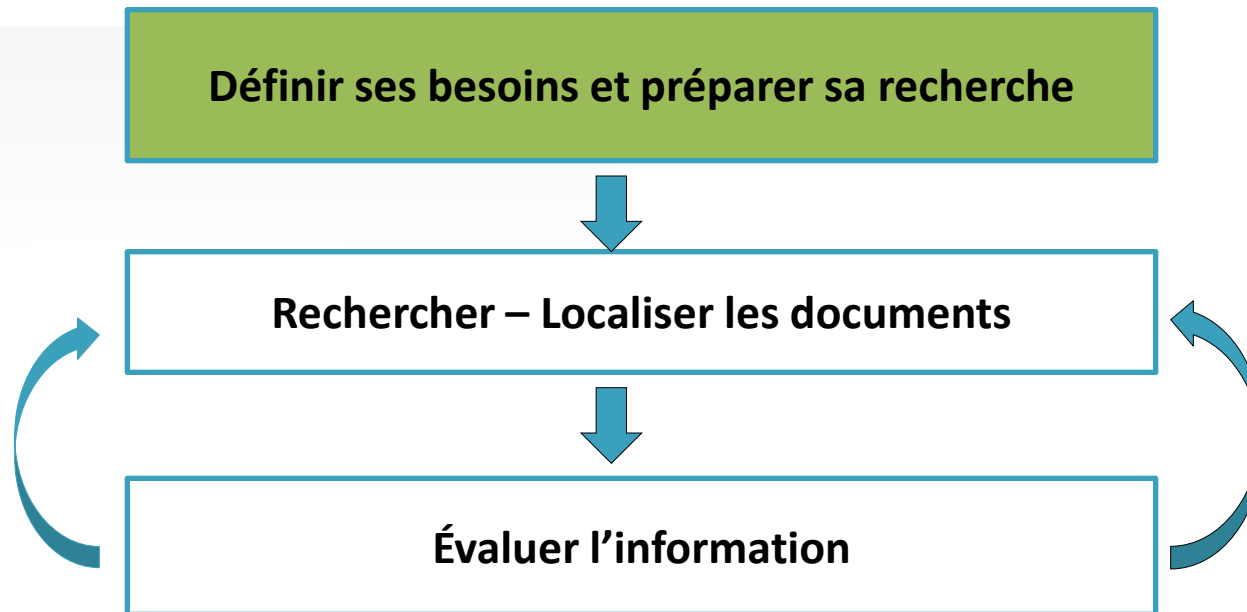 Définir ses besoins et préparer sa recherche
Rechercher – Localiser les documents
Évaluer l’information